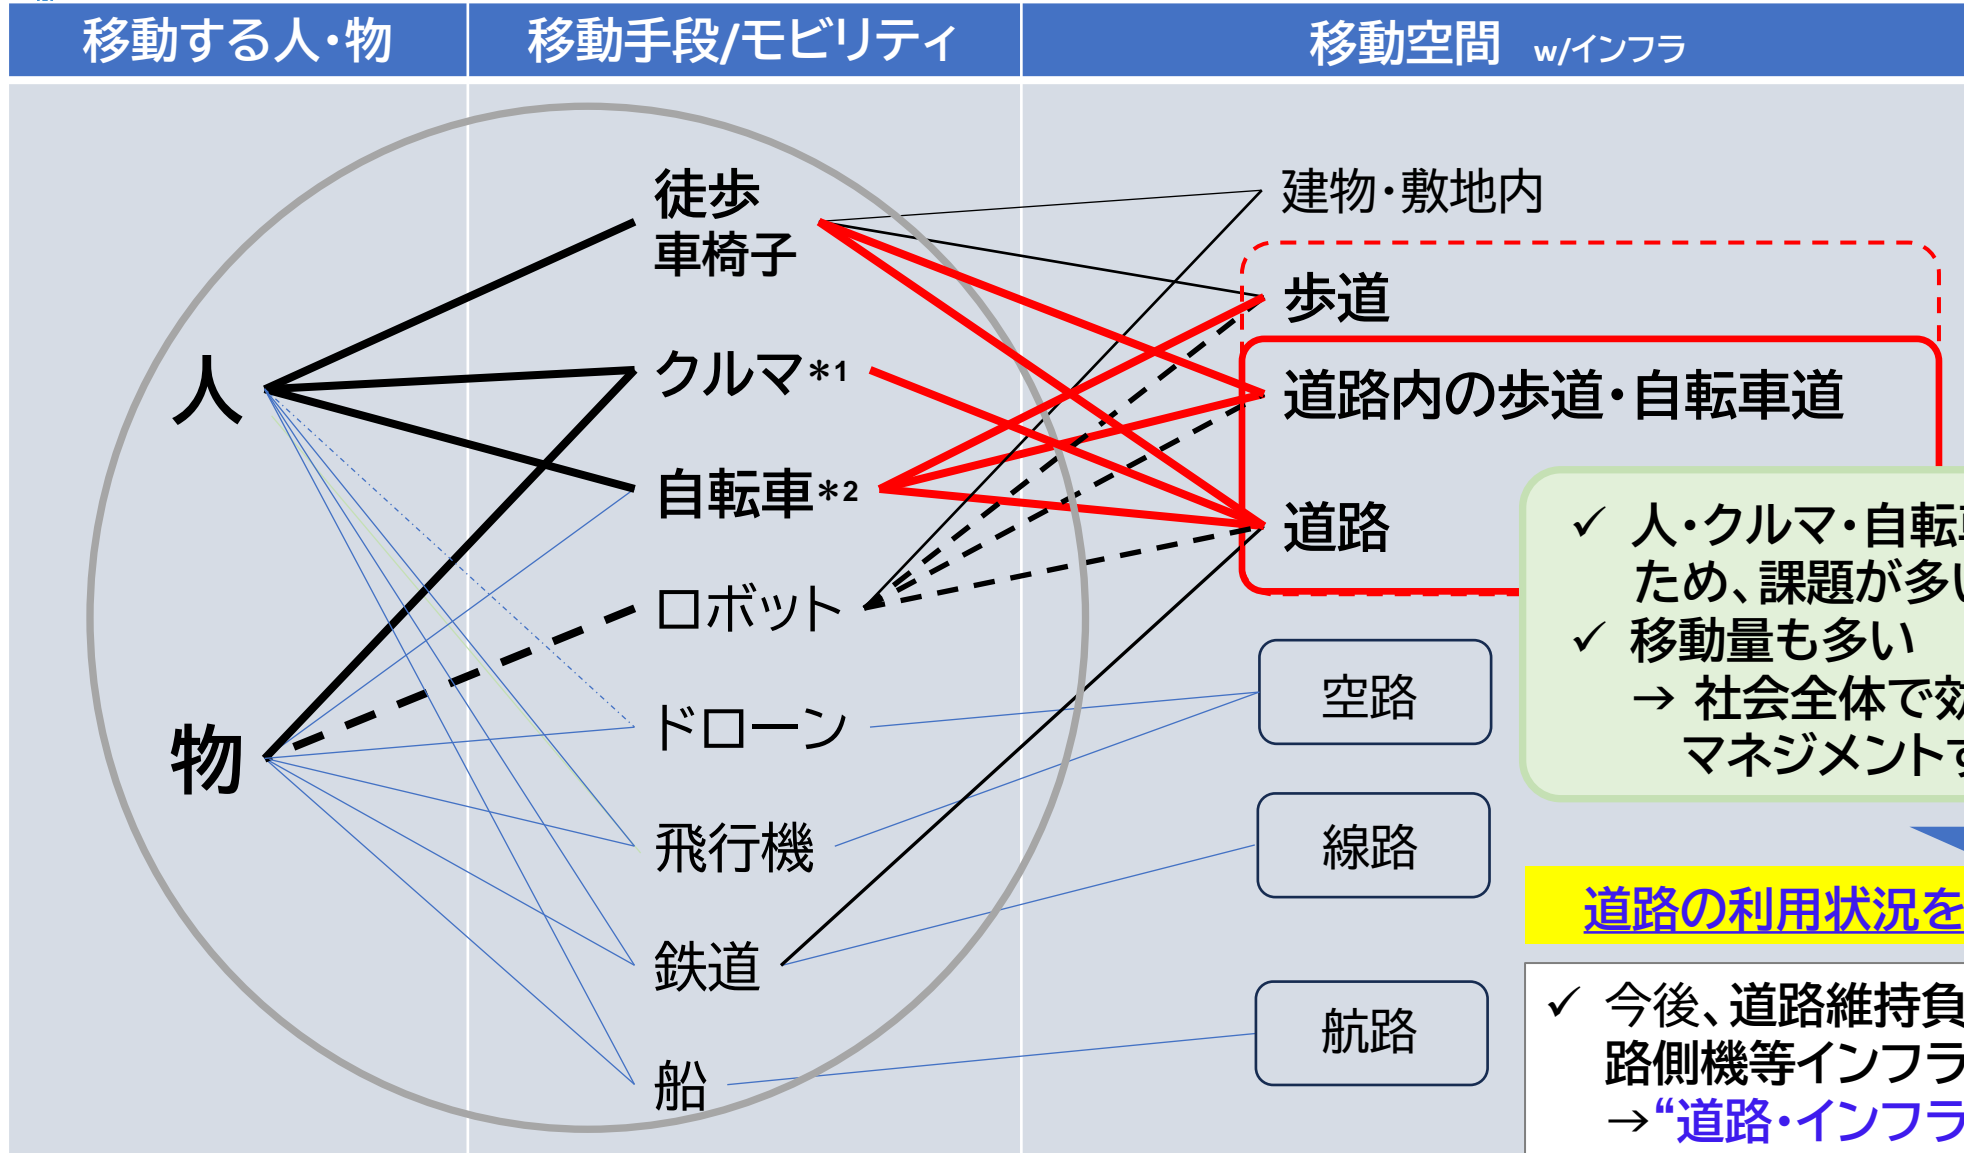 移動する人・物
移動手段/モビリティ
移動空間 w/インフラ
人
物
徒歩
車椅子
クルマ*1
自転車*2
ロボット
ドローン
飛行機
鉄道
船
建物・敷地内
歩道
道路内の歩道・自転車道
道路
空路
線路
航路
✓ 人・クルマ・自転
ため、課題が多い
✓ 移動量も多い
→ 社会全体で効
マネジメントす
道路の利用状況を
✓ 今後、道路維持負
路側機等インフラ
→“道路・インフラ